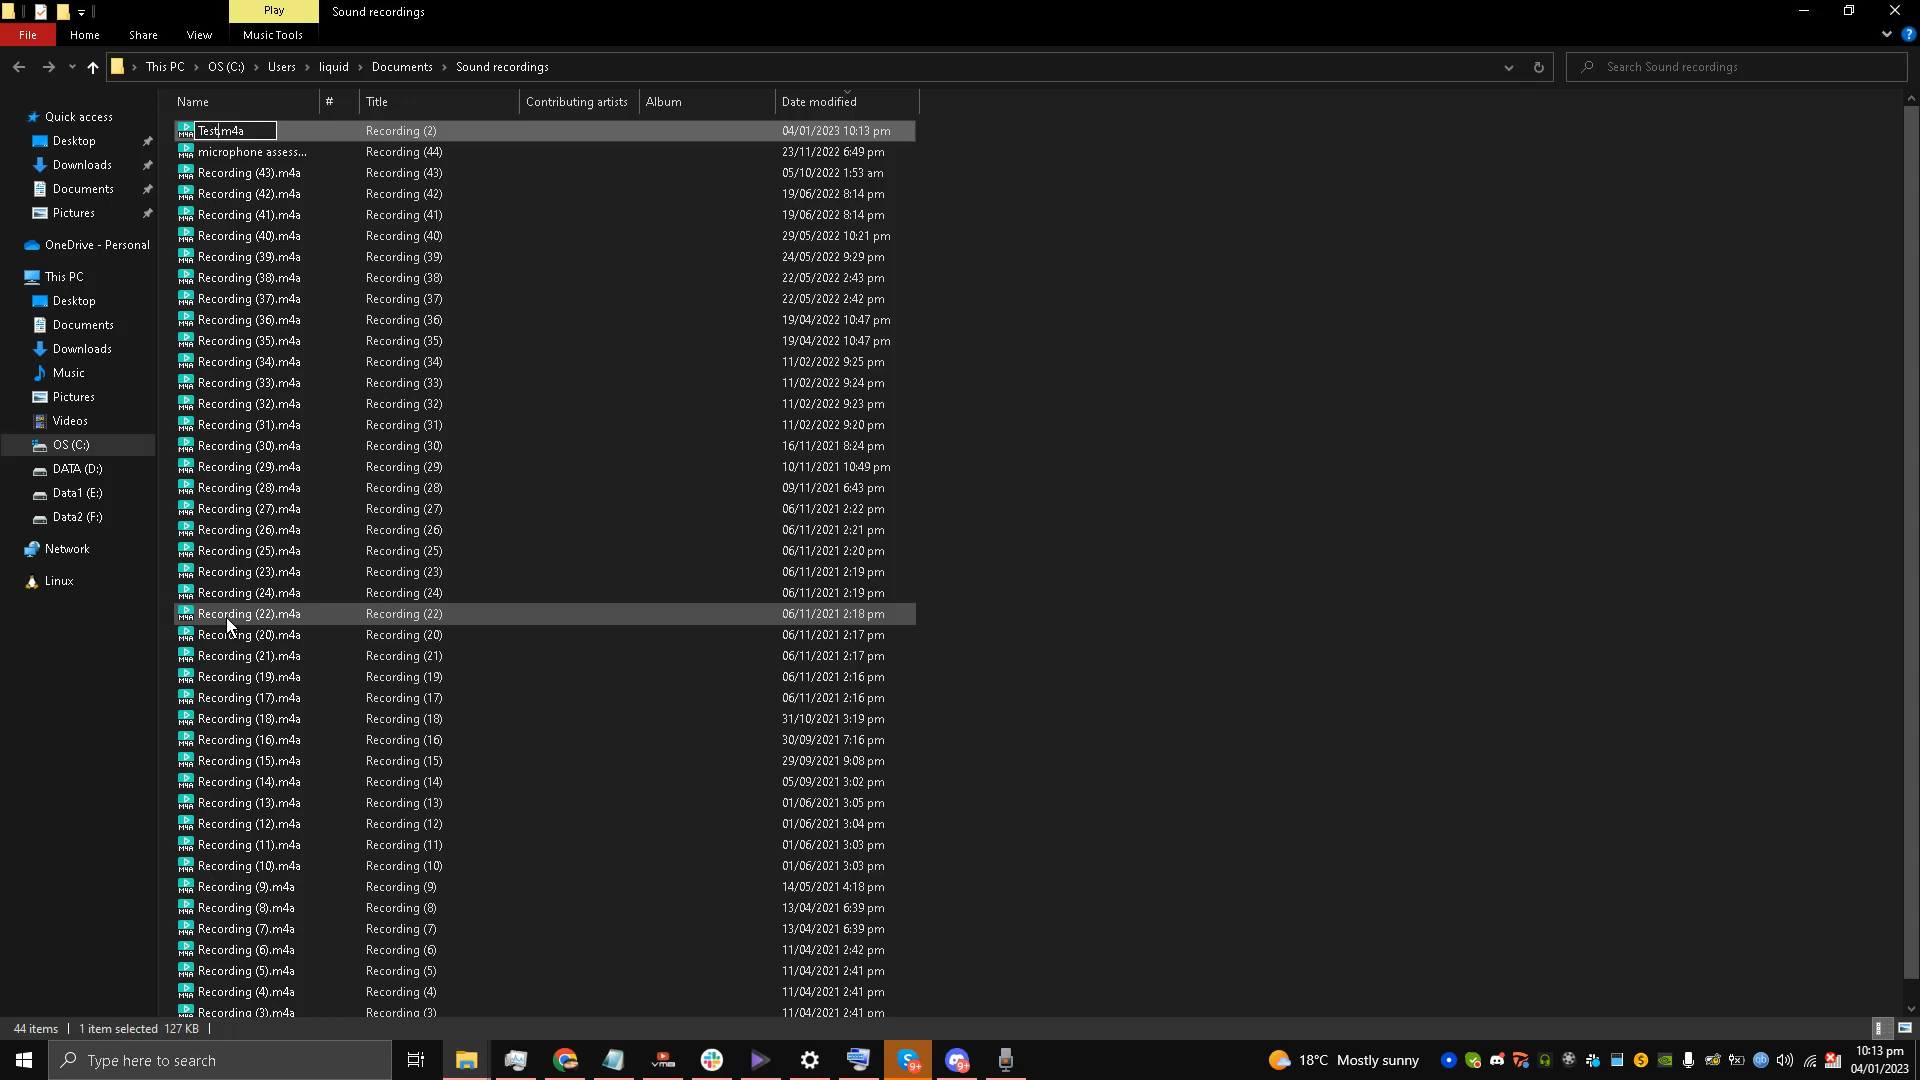 Play
Sound recordings
File
Home
Share
View
Music Tools
This PC
OS (C:)
Users
liquid
Documents
Sound recordings
Search Sound recordings
Quick access
Desktop
Downloads
Documents
Pictures
OneDrive - Personal
This PC
Desktop
Documents
Downloads
Music
Pictures
Videos
OS (C:)
DATA (D:)
Data1 (E:)
Data2 (F:)
Network
Linux
Name # Title Contributing artists Album Date modified
Test.m4a Recording (2) 04/01/2023 10:13 pm
microphone assess... Recording (44) 23/11/2022 6:49 pm
Recording (43).m4a Recording (43) 05/10/2022 1:53 am
Recording (42).m4a Recording (42) 19/06/2022 8:14 pm
Recording (41).m4a Recording (41) 19/06/2022 8:14 pm
Recording (40).m4a Recording (40) 29/05/2022 10:21 pm
Recording (39).m4a Recording (39) 24/05/2022 9:29 pm
Recording (38).m4a Recording (38) 22/05/2022 2:43 pm
Recording (37).m4a Recording (37) 22/05/2022 2:42 pm
Recording (36).m4a Recording (36) 19/04/2022 10:47 pm
Recording (35).m4a Recording (35) 19/04/2022 10:47 pm
Recording (34).m4a Recording (34) 11/02/2022 9:25 pm
Recording (33).m4a Recording (33) 11/02/2022 9:24 pm
Recording (32).m4a Recording (32) 11/02/2022 9:23 pm
Recording (31).m4a Recording (31) 11/02/2022 9:20 pm
Recording (30).m4a Recording (30) 16/11/2021 8:24 pm
Recording (29).m4a Recording (29) 10/11/2021 10:49 pm
Recording (28).m4a Recording (28) 09/11/2021 6:43 pm
Recording (27).m4a Recording (27) 06/11/2021 2:22 pm
Recording (26).m4a Recording (26) 06/11/2021 2:21 pm
Recording (25).m4a Recording (25) 06/11/2021 2:20 pm
Recording (23).m4a Recording (23) 06/11/2021 2:19 pm
Recording (24).m4a Recording (24) 06/11/2021 2:19 pm
Recording (22).m4a Recording (22) 06/11/2021 2:18 pm
Recording (20).m4a Recording (20) 06/11/2021 2:17 pm
Recording (21).m4a Recording (21) 06/11/2021 2:17 pm
Recording (19).m4a Recording (19) 06/11/2021 2:16 pm
Recording (17).m4a Recording (17) 06/11/2021 2:16 pm
Recording (18).m4a Recording (18) 31/10/2021 3:19 pm
Recording (16).m4a Recording (16) 30/09/2021 7:16 pm
Recording (15).m4a Recording (15) 29/09/2021 9:08 pm
Recording (14).m4a Recording (14) 05/09/2021 3:02 pm
Recording (13).m4a Recording (13) 01/06/2021 3:05 pm
Recording (12).m4a Recording (12) 01/06/2021 3:04 pm
Recording (11).m4a Recording (11) 01/06/2021 3:03 pm
Recording (10).m4a Recording (10) 01/06/2021 3:03 pm
Recording (9).m4a Recording (9) 14/05/2021 4:18 pm
Recording (8).m4a Recording (8) 13/04/2021 6:39 pm
Recording (7).m4a Recording (7) 13/04/2021 6:39 pm
Recording (6).m4a Recording (6) 11/04/2021 2:42 pm
Recording (5).m4a Recording (5) 11/04/2021 2:41 pm
Recording (4).m4a Recording (4) 11/04/2021 2:41 pm
Recording (3).m4a Recording (3) 11/04/2021 2:41 pm
44 items 1 item selected 127 KB
Type here to search
18°C Mostly sunny
10:13 pm
04/01/2023